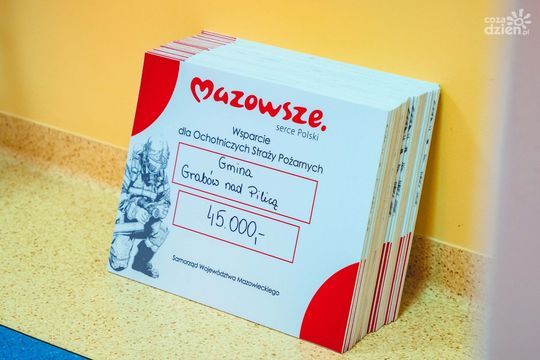 coza
dzien.pl
mazowsze.
serce Polski
Wsparcie
dla Ochotniczych Straży Pożarnych
Gmina
Grabów nad Pilicą
45.000,-
Samorząd Województwa Mazowieckiego